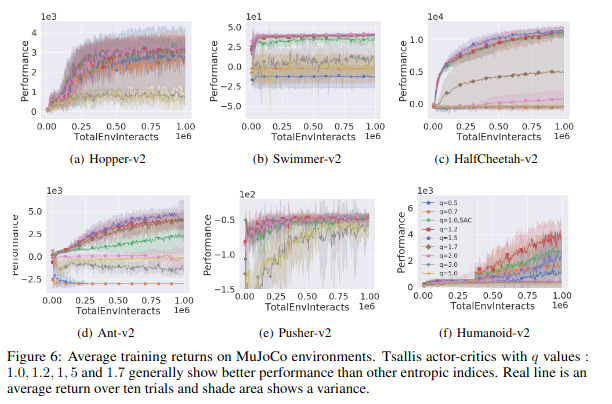 1e3
4
3
2
1
0
Performance
0.00 0.25 0.50 0.75 1.00
TotalEnvInteracts
1e6
(a) Hopper-v2
5.0 1e1
2.5
0.0
−2.5
−5.0
Performance
0.00 0.25 0.50 0.75 1.00
TotalEnvInteracts
1e6
(b) Swimmer-v2
1e4
1.0
0.5
0.0
Performance
0.00 0.25 0.50 0.75 1.00
TotalEnvInteracts
1e6
(c) HalfCheetah-v2
1e3
5.0
2.5
0.0
−2.5
Performance
0.00 0.25 0.50 0.75 1.00
TotalEnvInteracts
1e6
(d) Ant-v2
1e2
−0.5
−1.0
−1.5
Performance
0.00 0.25 0.50 0.75 1.00
TotalEnvInteracts
1e6
(e) Pusher-v2
1e3
6
4
2
0
Performance
q=0.5
q=0.7
q=1.0,SAC
q=1.2
q=1.5
q=1.7
q=2.0
q=3.0
q=5.0
0.00 0.25 0.50 0.75 1.00
TotalEnvInteracts
1e6
(f) Humanoid-v2
Figure 6: Average training returns on MuJoCo environments. Tsallis actor-critics with q values :
1.0, 1.2, 1, 5 and 1.7 generally show better performance than other entropic indices. Real line is an
average return over ten trials and shade area shows a variance.